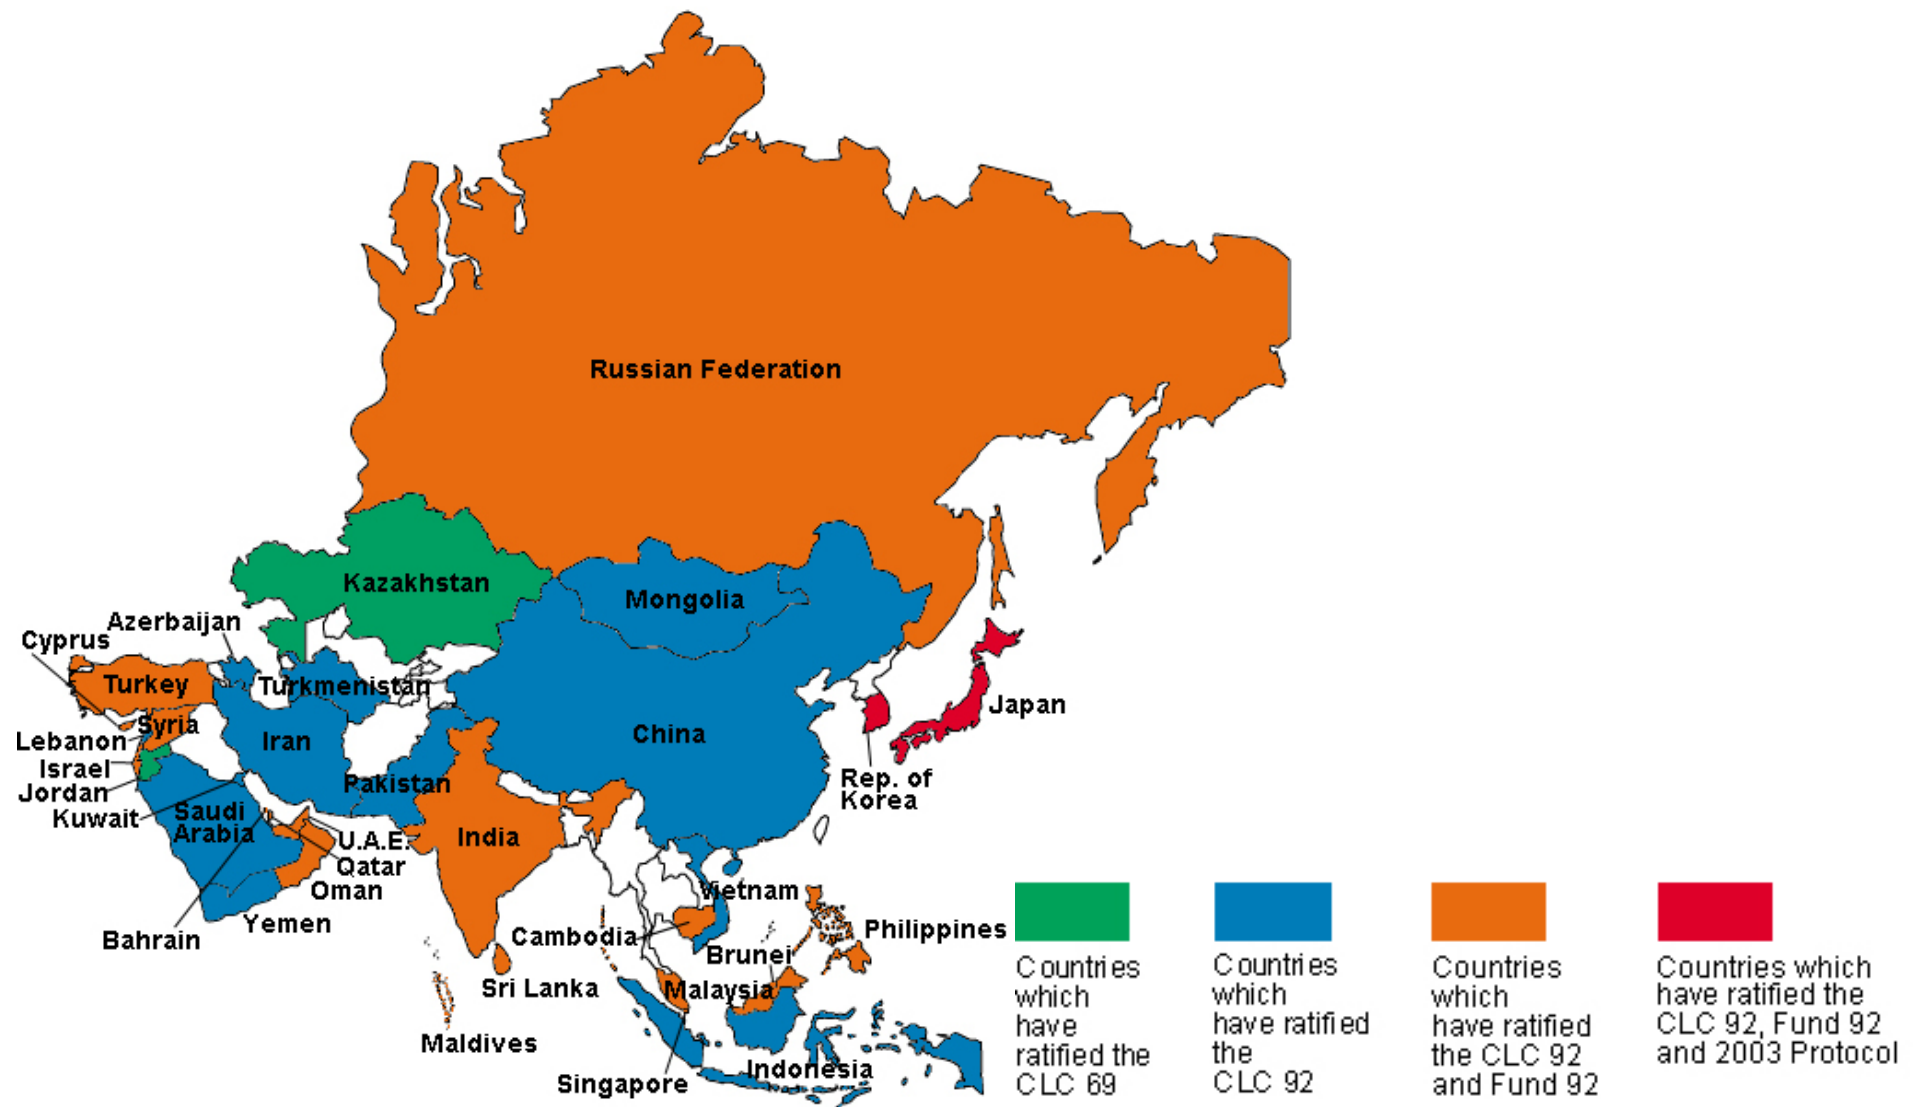 Russian Federation
Kazakhstan
Mongolia
Azerbaijan
Cyprus
Turkey
Turkmenistan
Syria
Japan
Lebanon
Iran
China
Israel
Jordan
Pakistan
Rep. of
Korea
Kuwait
Saudi
Arabia
India
U.A.E.
Qatar
Oman
Vietnam
Yemen
Philippines
Bahrain
Cambodia
Brunei
Sri Lanka
Malaysia
Maldives
Indonesia
Singapore
Countries
which
have
ratified the
CLC 69
Countries
which
have ratified
the
CLC 92
Countries
which
have ratified
the CLC 92
and Fund 92
Countries which
have ratified the
CLC 92, Fund 92
and 2003 Protocol